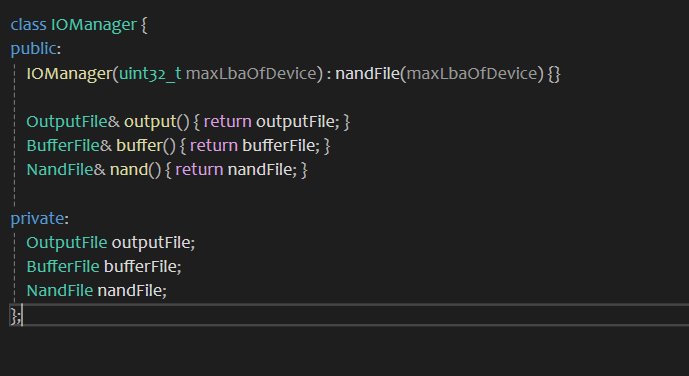 class IOManager {
public:
IOManager(uint32_t maxLbaOfDevice) : nandFile(maxLbaOfDevice) {}
OutputFile& output() { return outputFile; }
BufferFile& buffer() { return bufferFile; }
NandFile& nand() { return nandFile; }
private:
OutputFile outputFile;
BufferFile bufferFile;
NandFile nandFile;
};